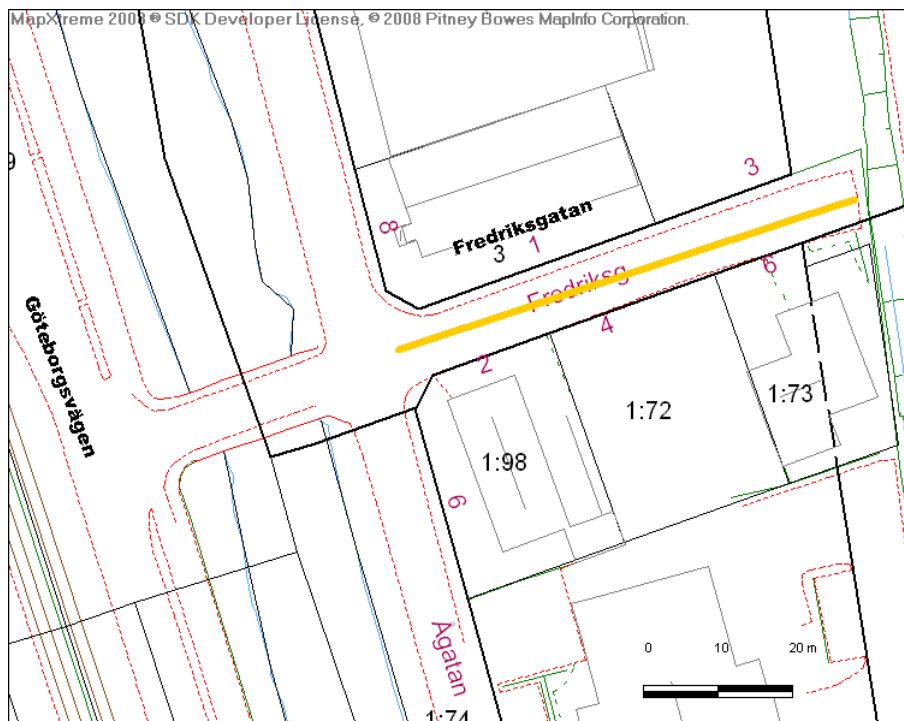 MapXtreme 2008 ® SDK Developer License, © 2008 Pitney Bowes MapInfo Corporation.
9
3
8
Fredriksgatan
1
3
6
Fredriksg
4
Göteborgsvägen
2
1:73
1:72
1:98
6
Ågatan
0 10 20 m
1:74